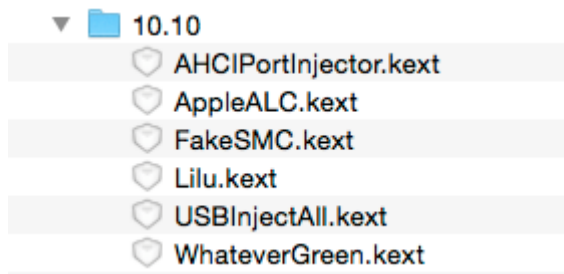 10.10
AHCIPortInjector.kext
AppleALC.kext
FakeSMC.kext
Lilu.kext
USBInjectAll.kext
WhateverGreen.kext